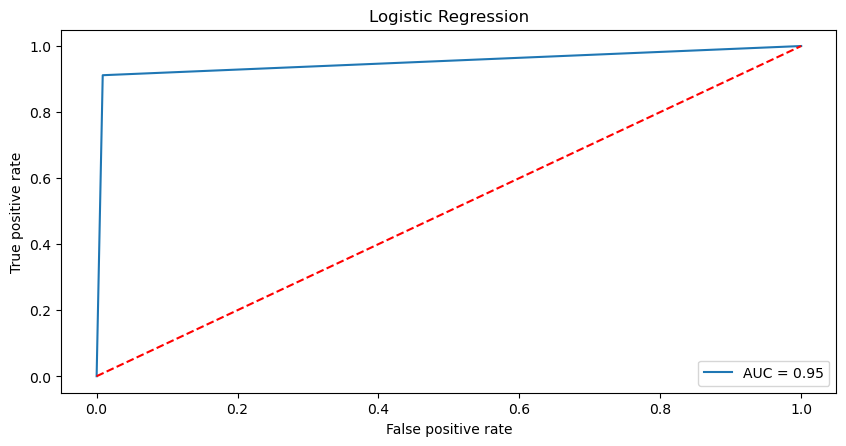 Logistic Regression
1.0
0.8
0.6
0.4
0.2
0.0
True positive rate
AUC = 0.95
0.0 0.2 0.4 0.6 0.8 1.0
False positive rate